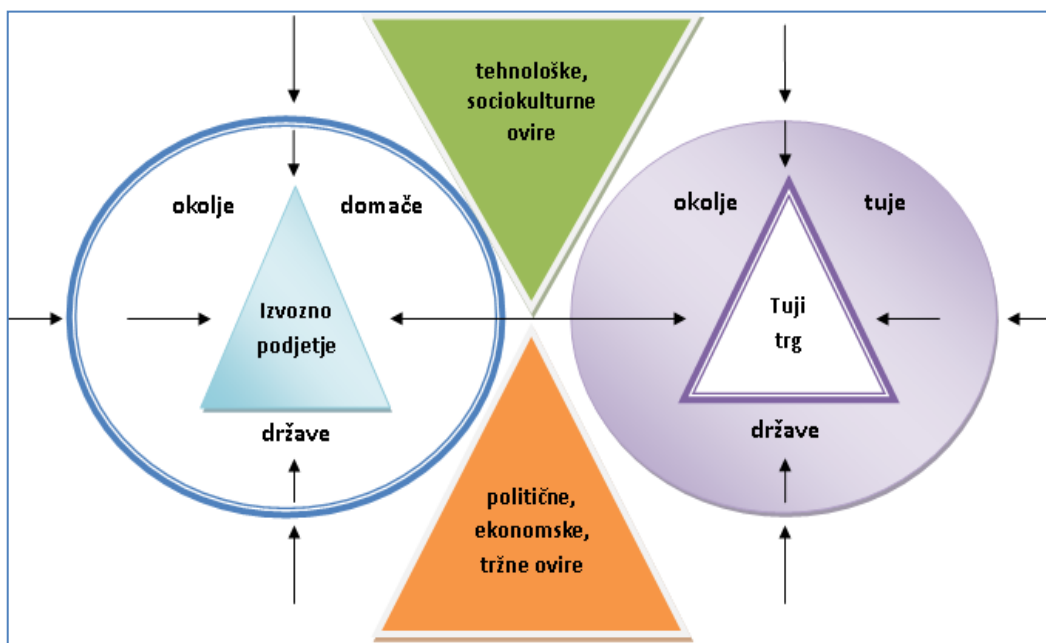 tehnološke,
sociokulturne
ovire
okolje
domače
Izvozno
podjetje
države
okolje
tuje
Tuji
trg
države
politične,
ekonomske,
tržne ovire